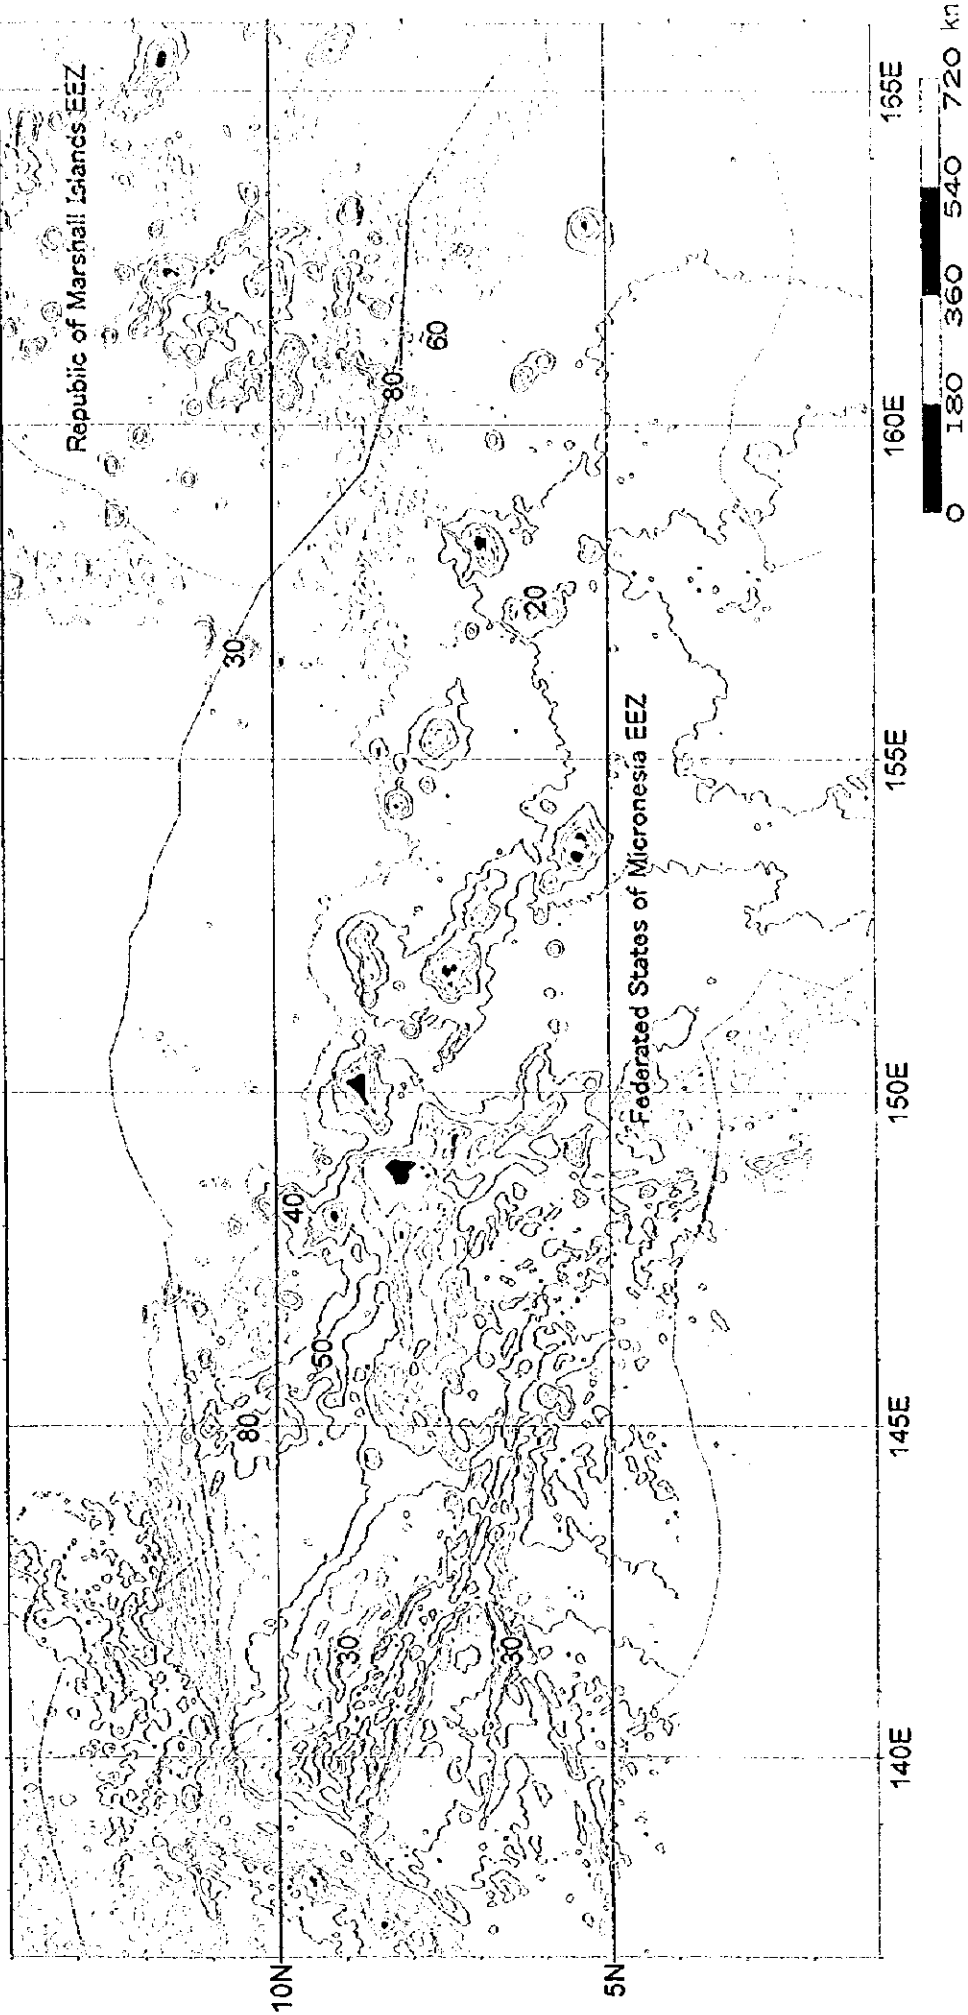 Republic of Marshall Islands EEZ
30
80
60
40
50
80
20
30
30
Federated States of Micronesia EEZ
10N
5N
140E
145E
150E
155E
160E
165E
0 180 360 540 720 km